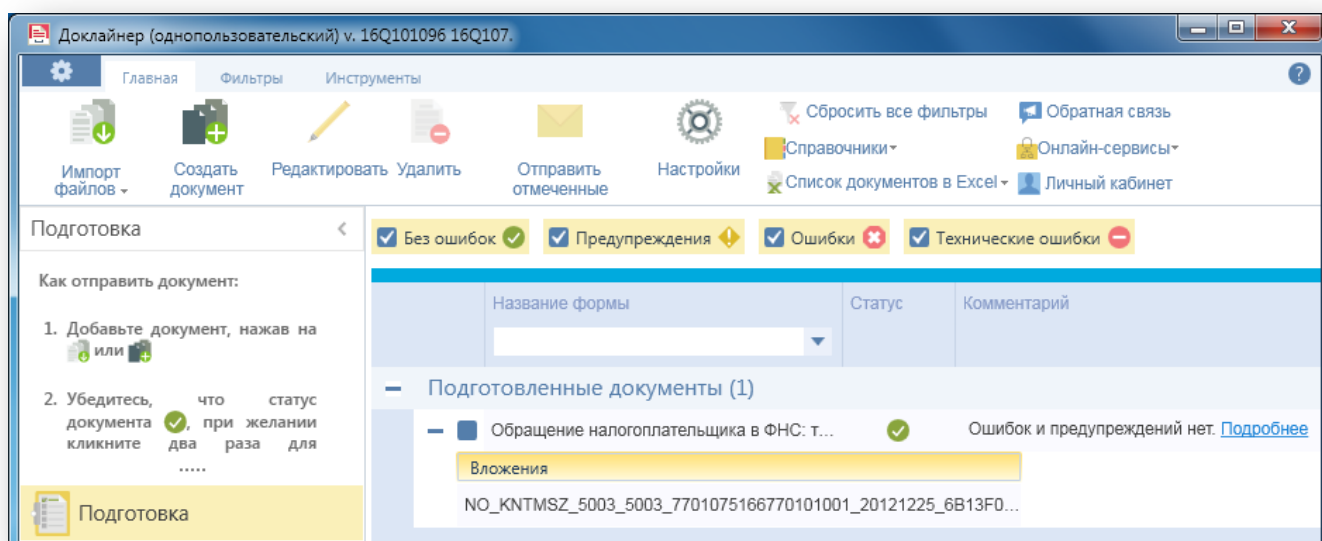 Доклайнер (однопользовательский) v. 16Q101096 16Q107.
Главная Фильтры Инструменты
Импорт файлов
Создать документ
Редактировать
Удалить
Отправить отмеченные
Настройки
Сбросить все фильтры
Справочники
Список документов в Excel
Обратная связь
Онлайн-сервисы
Личный кабинет
Подготовка
Как отправить документ:
1. Добавьте документ, нажав на
или
2. Убедитесь, что статус
документа , при желании
кликните два раза для
.....
Подготовка
Без ошибок Предупреждения Ошибки Технические ошибки
Название формы Статус Комментарий
Подготовленные документы (1)
Обращение налогоплательщика в ФНС: т... Ошибок и предупреждений нет. Подробнее
Вложения
NO_KNTMSZ_5003_5003_7701075166770101001_20121225_6B13F0...